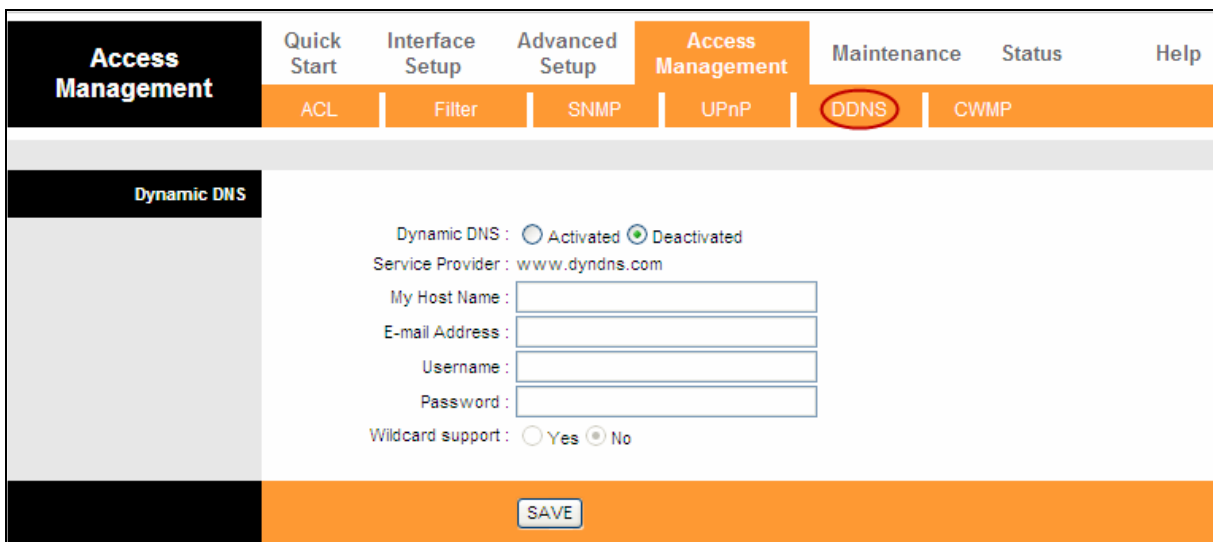 Access Management
Quick Start
Interface Setup
Advanced Setup
Access Management
Maintenance
Status
Help
ACL
Filter
SNMP
UPnP
DDNS
CWMP
Dynamic DNS
Dynamic DNS : Activated Deactivated
Service Provider : www.dyndns.com
My Host Name :
E-mail Address :
Username :
Password :
Wildcard support : Yes No
SAVE